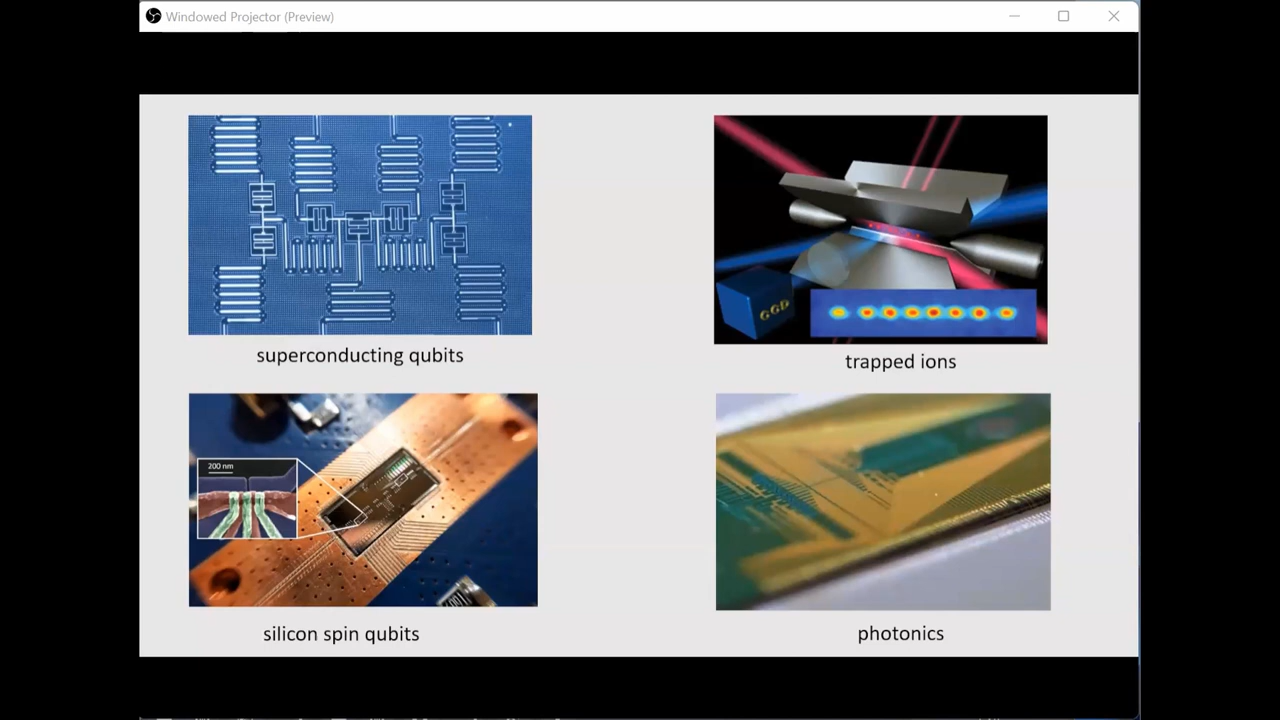 Windowed Projector (Preview)
superconducting qubits
trapped ions
200 nm
silicon spin qubits
photonics